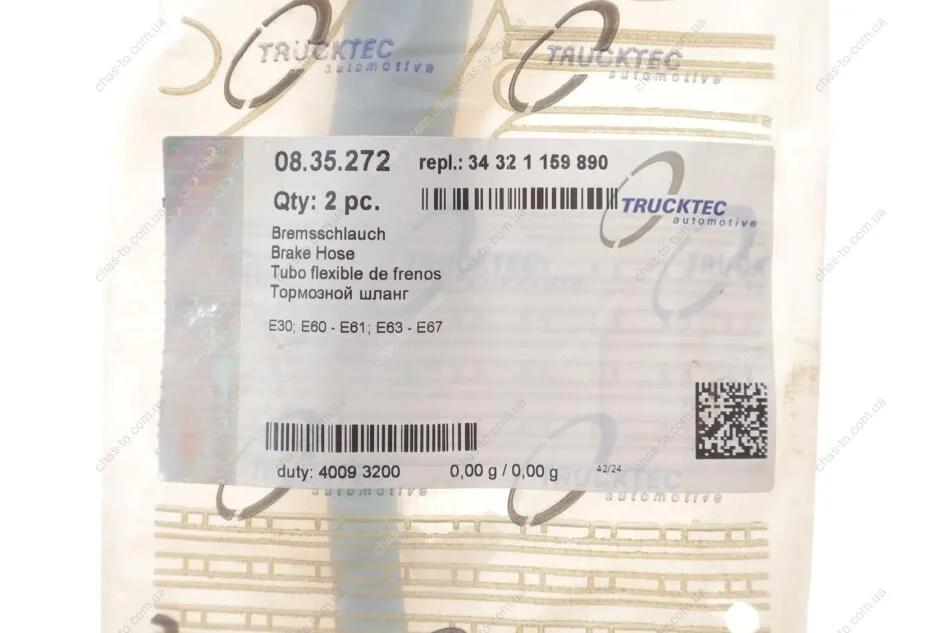 TRUCKTEC
automotive
TRUCKTEC
automotive
08.35.272 repl.: 34 32 1 159 890
Qty: 2 pc.
TRUCKTEC
automotive
Bremsschlauch
Brake Hose
Tubo flexible de frenos
Тормозной шланг
E30; E60 - E61; E63 - E67
duty: 4009 3200 0,00 g / 0,00 g 42/24
TRUCKTEC
automotive
TRUCKTEC
automotive
chas-to.com.ua